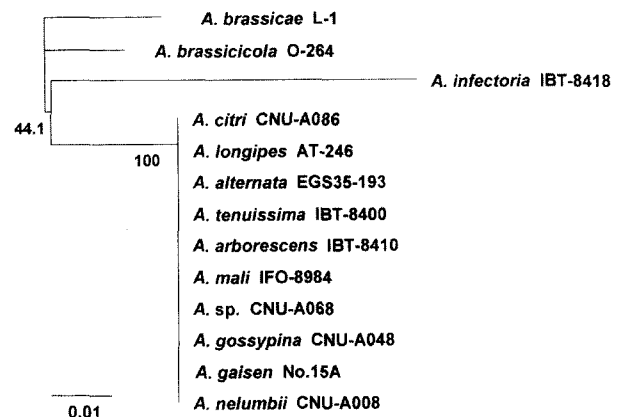 A. brassicae L-1
A. brassicicola O-264
A. infectoria IBT-8418
44.1
A. citri CNU-A086
A. longipes AT-246
100
A. alternata EGS35-193
A. tenuissima IBT-8400
A. arborescens IBT-8410
A. mali IFO-8984
A. sp. CNU-A068
A. gossypina CNU-A048
A. gaisen No.15A
A. nelumbii CNU-A008
0.01